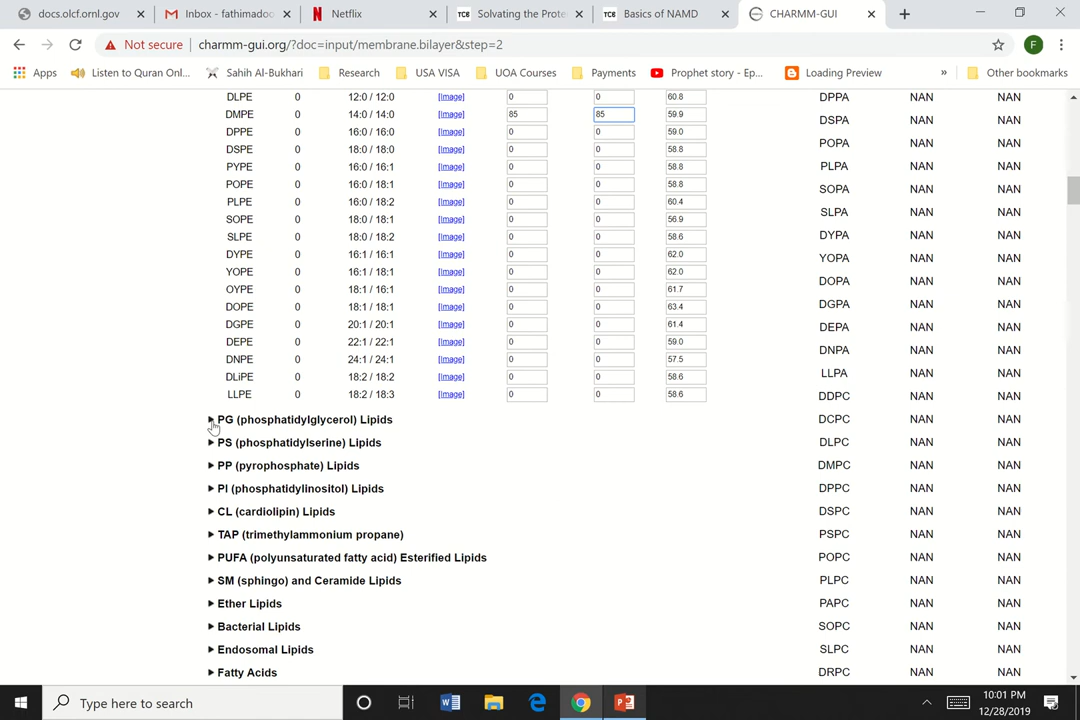 docs.olcf.ornl.gov
Inbox - fathimadoo
Netflix
TCB Solvating the Prote
TCB Basics of NAMD
CHARMM-GUI
Not secure
charmm-gui.org/?doc=input/membrane.bilayer&step=2
F
Apps
Listen to Quran Onl...
Sahih Al-Bukhari
Research
USA VISA
UOA Courses
Payments
Prophet story - Ep...
Loading Preview
»
Other bookmarks
DLPE 0 12:0 / 12:0 [Image] 0 0 60.8
DMPE 0 14:0 / 14:0 [Image] 85 85 59.9
DPPE 0 16:0 / 16:0 [Image] 0 0 59.0
DSPE 0 18:0 / 18:0 [Image] 0 0 58.8
PYPE 0 16:0 / 16:1 [Image] 0 0 58.8
POPE 0 16:0 / 18:1 [Image] 0 0 58.8
PLPE 0 16:0 / 18:2 [Image] 0 0 60.4
SOPE 0 18:0 / 18:1 [Image] 0 0 56.9
SLPE 0 18:0 / 18:2 [Image] 0 0 58.6
DYPE 0 16:1 / 16:1 [Image] 0 0 62.0
YOPE 0 16:1 / 18:1 [Image] 0 0 62.0
OYPE 0 18:1 / 16:1 [Image] 0 0 61.7
DOPE 0 18:1 / 18:1 [Image] 0 0 63.4
DGPE 0 20:1 / 20:1 [Image] 0 0 61.4
DEPE 0 22:1 / 22:1 [Image] 0 0 59.0
DNPE 0 24:1 / 24:1 [Image] 0 0 57.5
DLiPE 0 18:2 / 18:2 [Image] 0 0 58.6
LLPE 0 18:2 / 18:3 [Image] 0 0 58.6
PG (phosphatidylglycerol) Lipids
PS (phosphatidylserine) Lipids
PP (pyrophosphate) Lipids
PI (phosphatidylinositol) Lipids
CL (cardiolipin) Lipids
TAP (trimethylammonium propane)
PUFA (polyunsaturated fatty acid) Esterified Lipids
SM (sphingo) and Ceramide Lipids
Ether Lipids
Bacterial Lipids
Endosomal Lipids
Fatty Acids
DPPA NAN NAN
DSPA NAN NAN
POPA NAN NAN
PLPA NAN NAN
SOPA NAN NAN
SLPA NAN NAN
DYPA NAN NAN
YOPA NAN NAN
DOPA NAN NAN
DGPA NAN NAN
DEPA NAN NAN
DNPA NAN NAN
LLPA NAN NAN
DDPC NAN NAN
DCPC NAN NAN
DLPC NAN NAN
DMPC NAN NAN
DPPC NAN NAN
DSPC NAN NAN
PSPC NAN NAN
POPC NAN NAN
PLPC NAN NAN
PAPC NAN NAN
SOPC NAN NAN
SLPC NAN NAN
DRPC NAN NAN
Type here to search
10:01 PM
12/28/2019